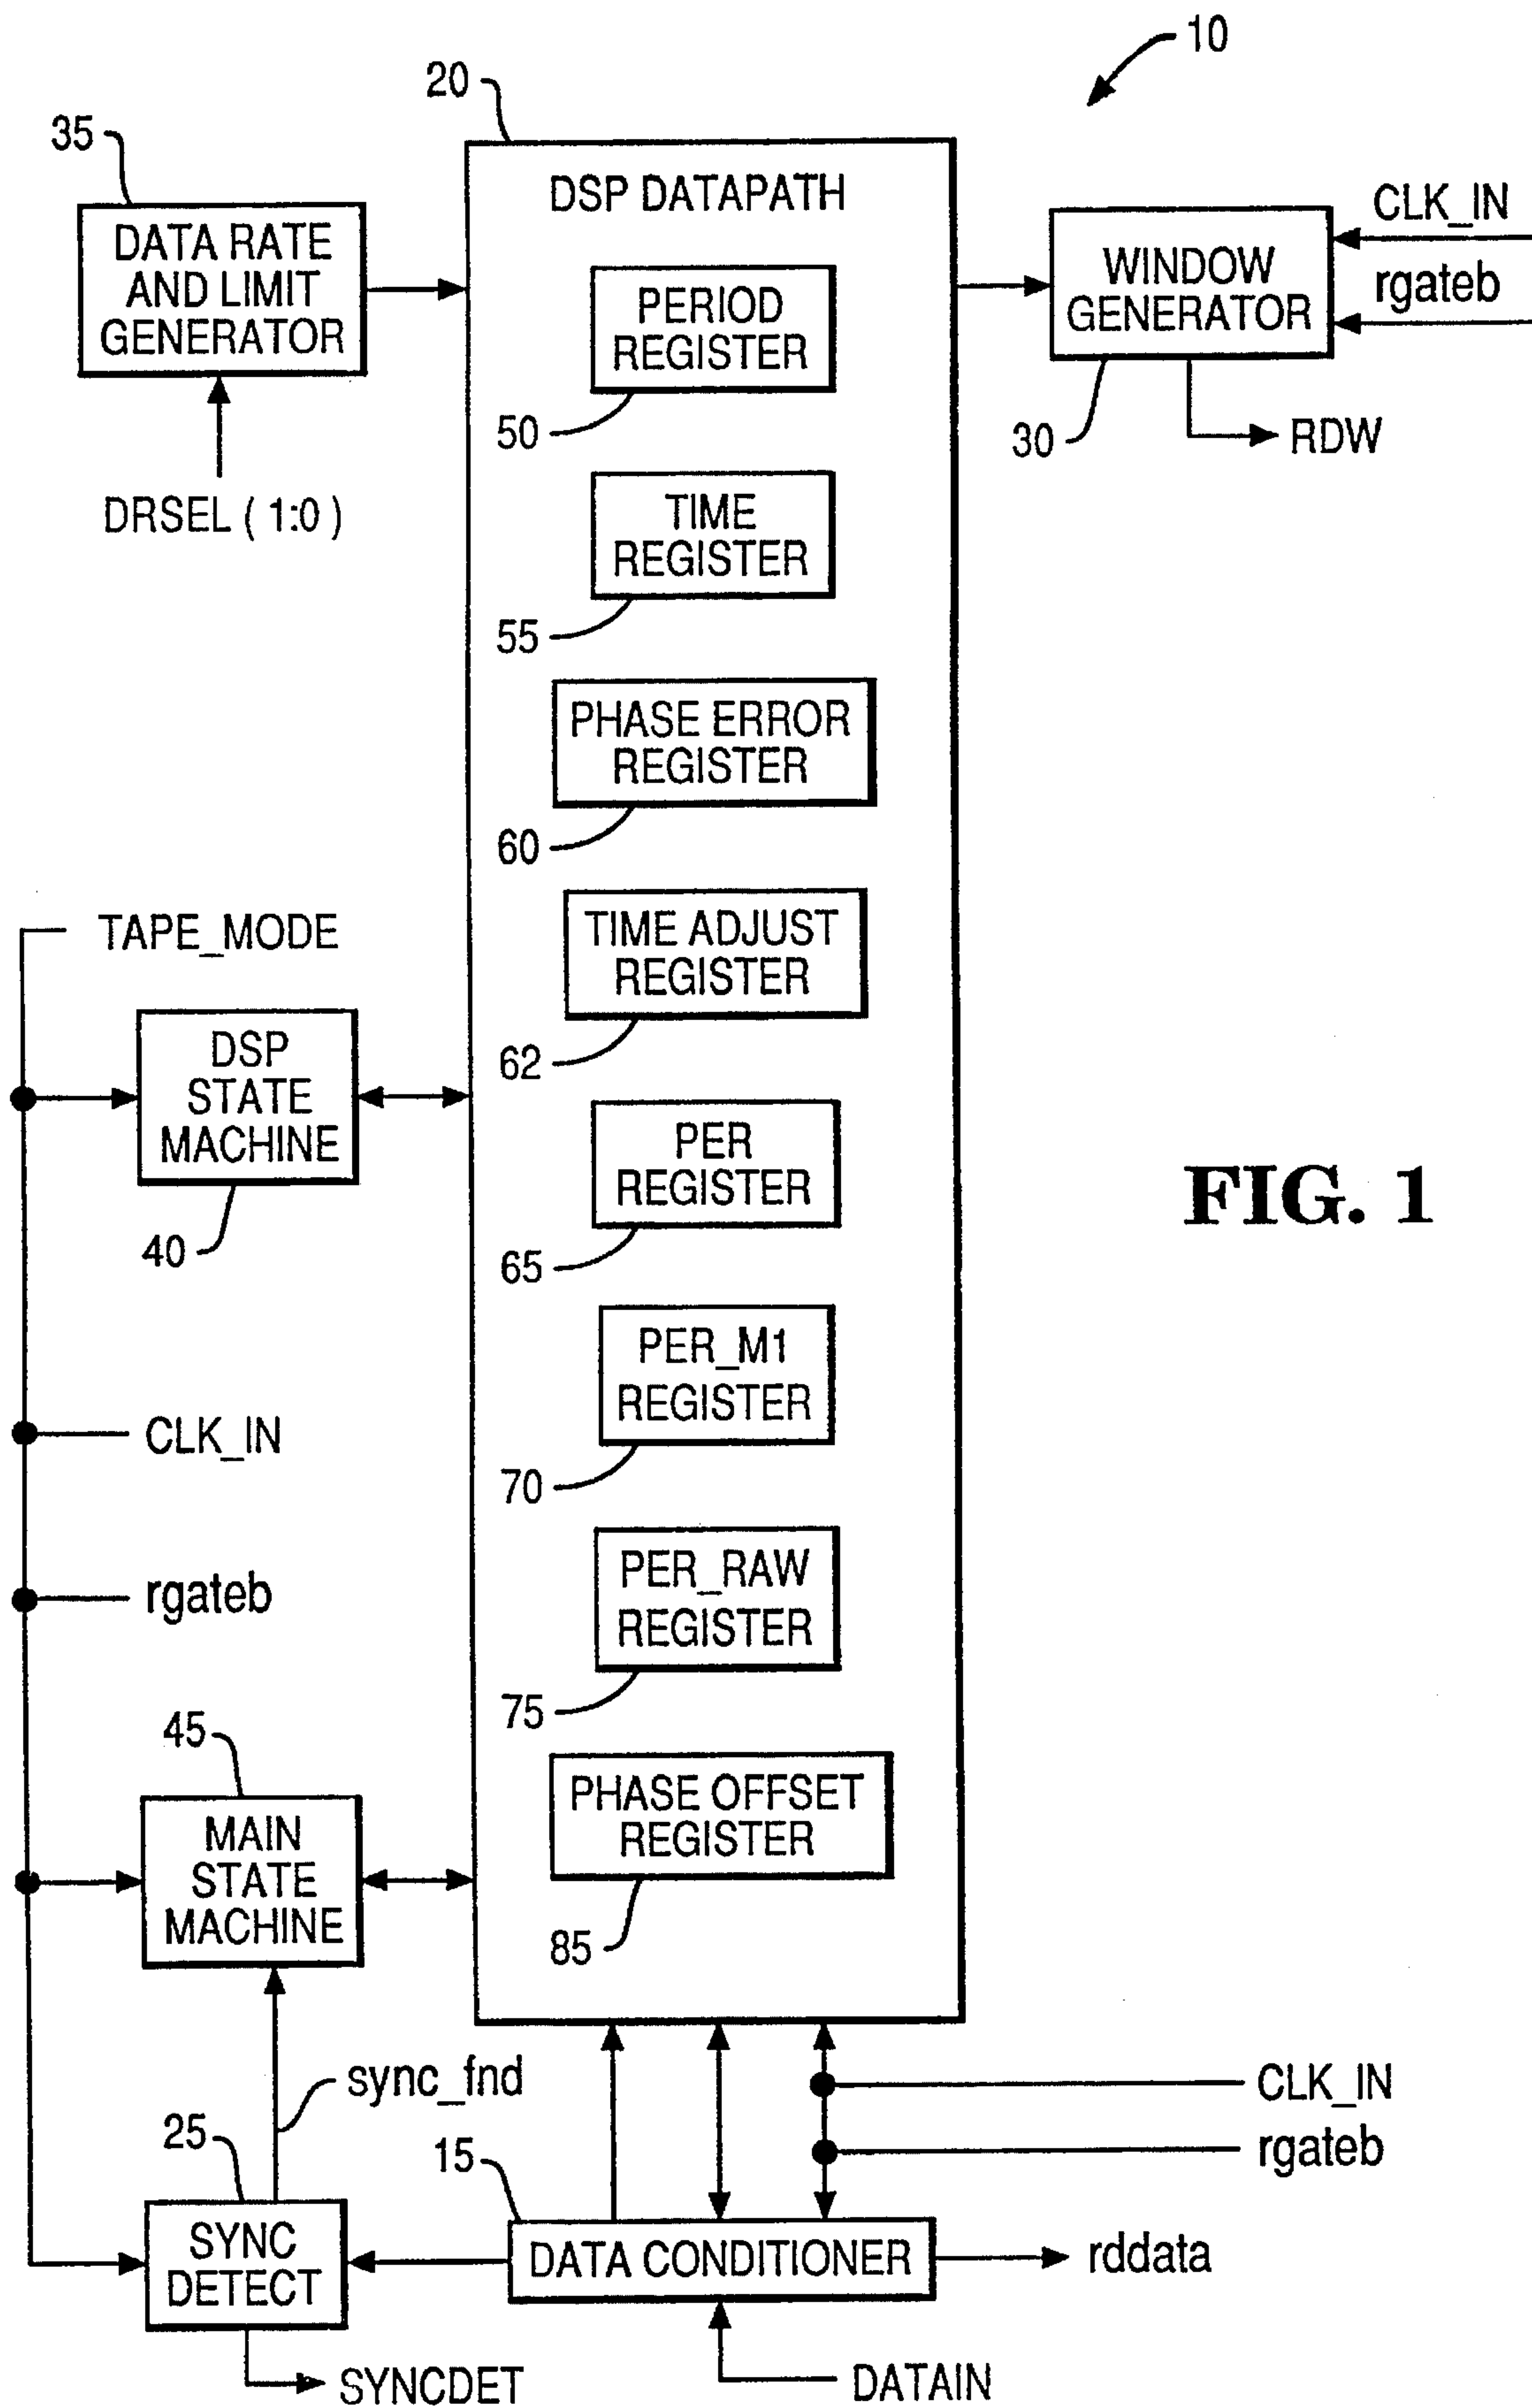 10
20
35
DSP DATAPATH
DATA RATE
AND LIMIT
GENERATOR
DRSEL ( 1:0 )
PERIOD
REGISTER
50
WINDOW
GENERATOR
CLK_IN
rgateb
30
RDW
TIME
REGISTER
55
PHASE ERROR
REGISTER
60
TAPE_MODE
TIME ADJUST
REGISTER
62
DSP
STATE
MACHINE
40
PER
REGISTER
65
FIG. 1
PER_M1
REGISTER
70
CLK_IN
PER_RAW
REGISTER
75
rgateb
45
MAIN
STATE
MACHINE
PHASE OFFSET
REGISTER
85
sync_fnd
CLK_IN
rgateb
25
15
SYNC
DETECT
DATA CONDITIONER
rddata
SYNCDET
DATAIN